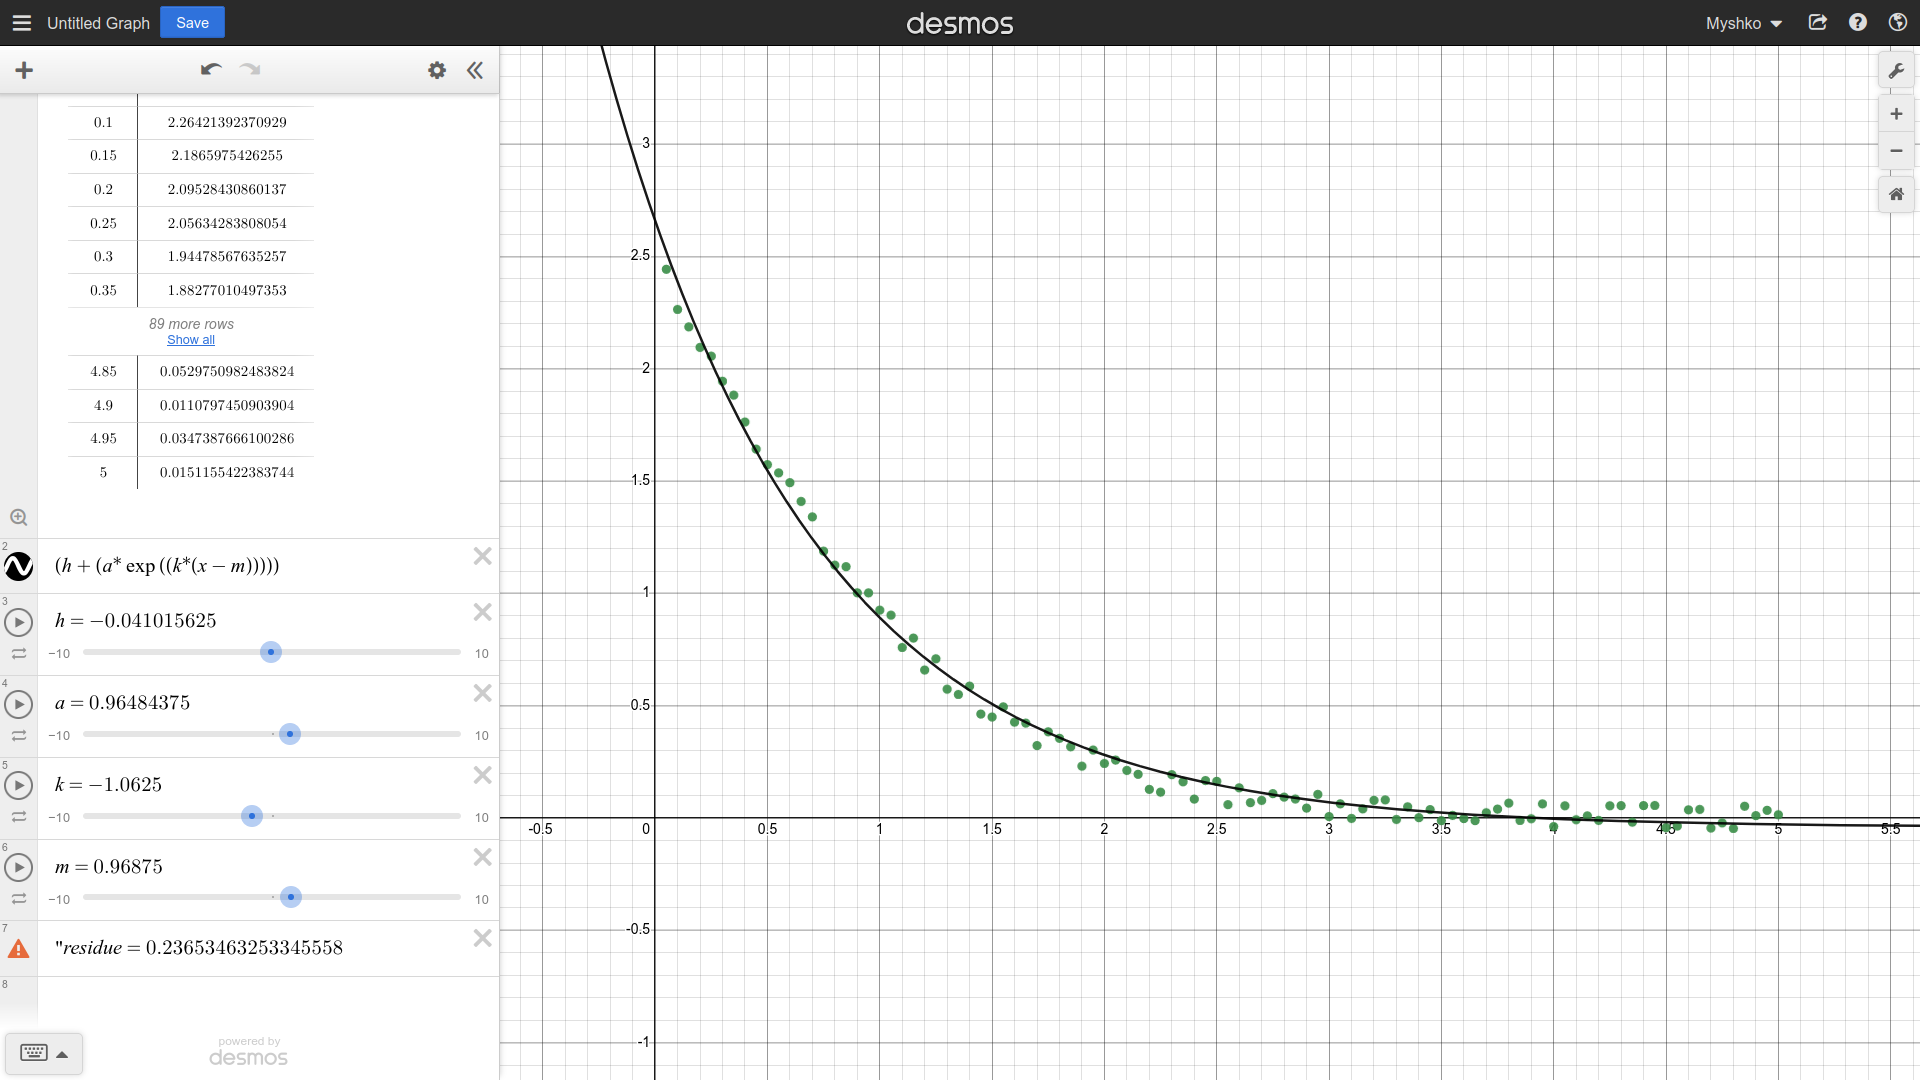 Untitled Graph Save desmos Myshko ?
0.1 2.26421392370929
0.15 2.1865975426255
0.2 2.09528430860137
0.25 2.05634283808054
0.3 1.94478567635257
0.35 1.88277010497353
89 more rows
Show all
4.85 0.0529750982483824
4.9 0.0110797450903904
4.95 0.0347387666100286
5 0.0151155422383744
2
(h + (a* exp ((k*(x − m)))))
3
h = −0.041015625
-10 10
4
a = 0.96484375
-10 10
5
k = −1.0625
-10 10
6
m = 0.96875
-10 10
7
"residue = 0.23653463253345558
8
powered by
desmos
3
2.5
2
1.5
1
0.5
-0.5 0 0.5 1 1.5 2 2.5 3 3.5 4 4.5 5 5.5
-0.5
-1